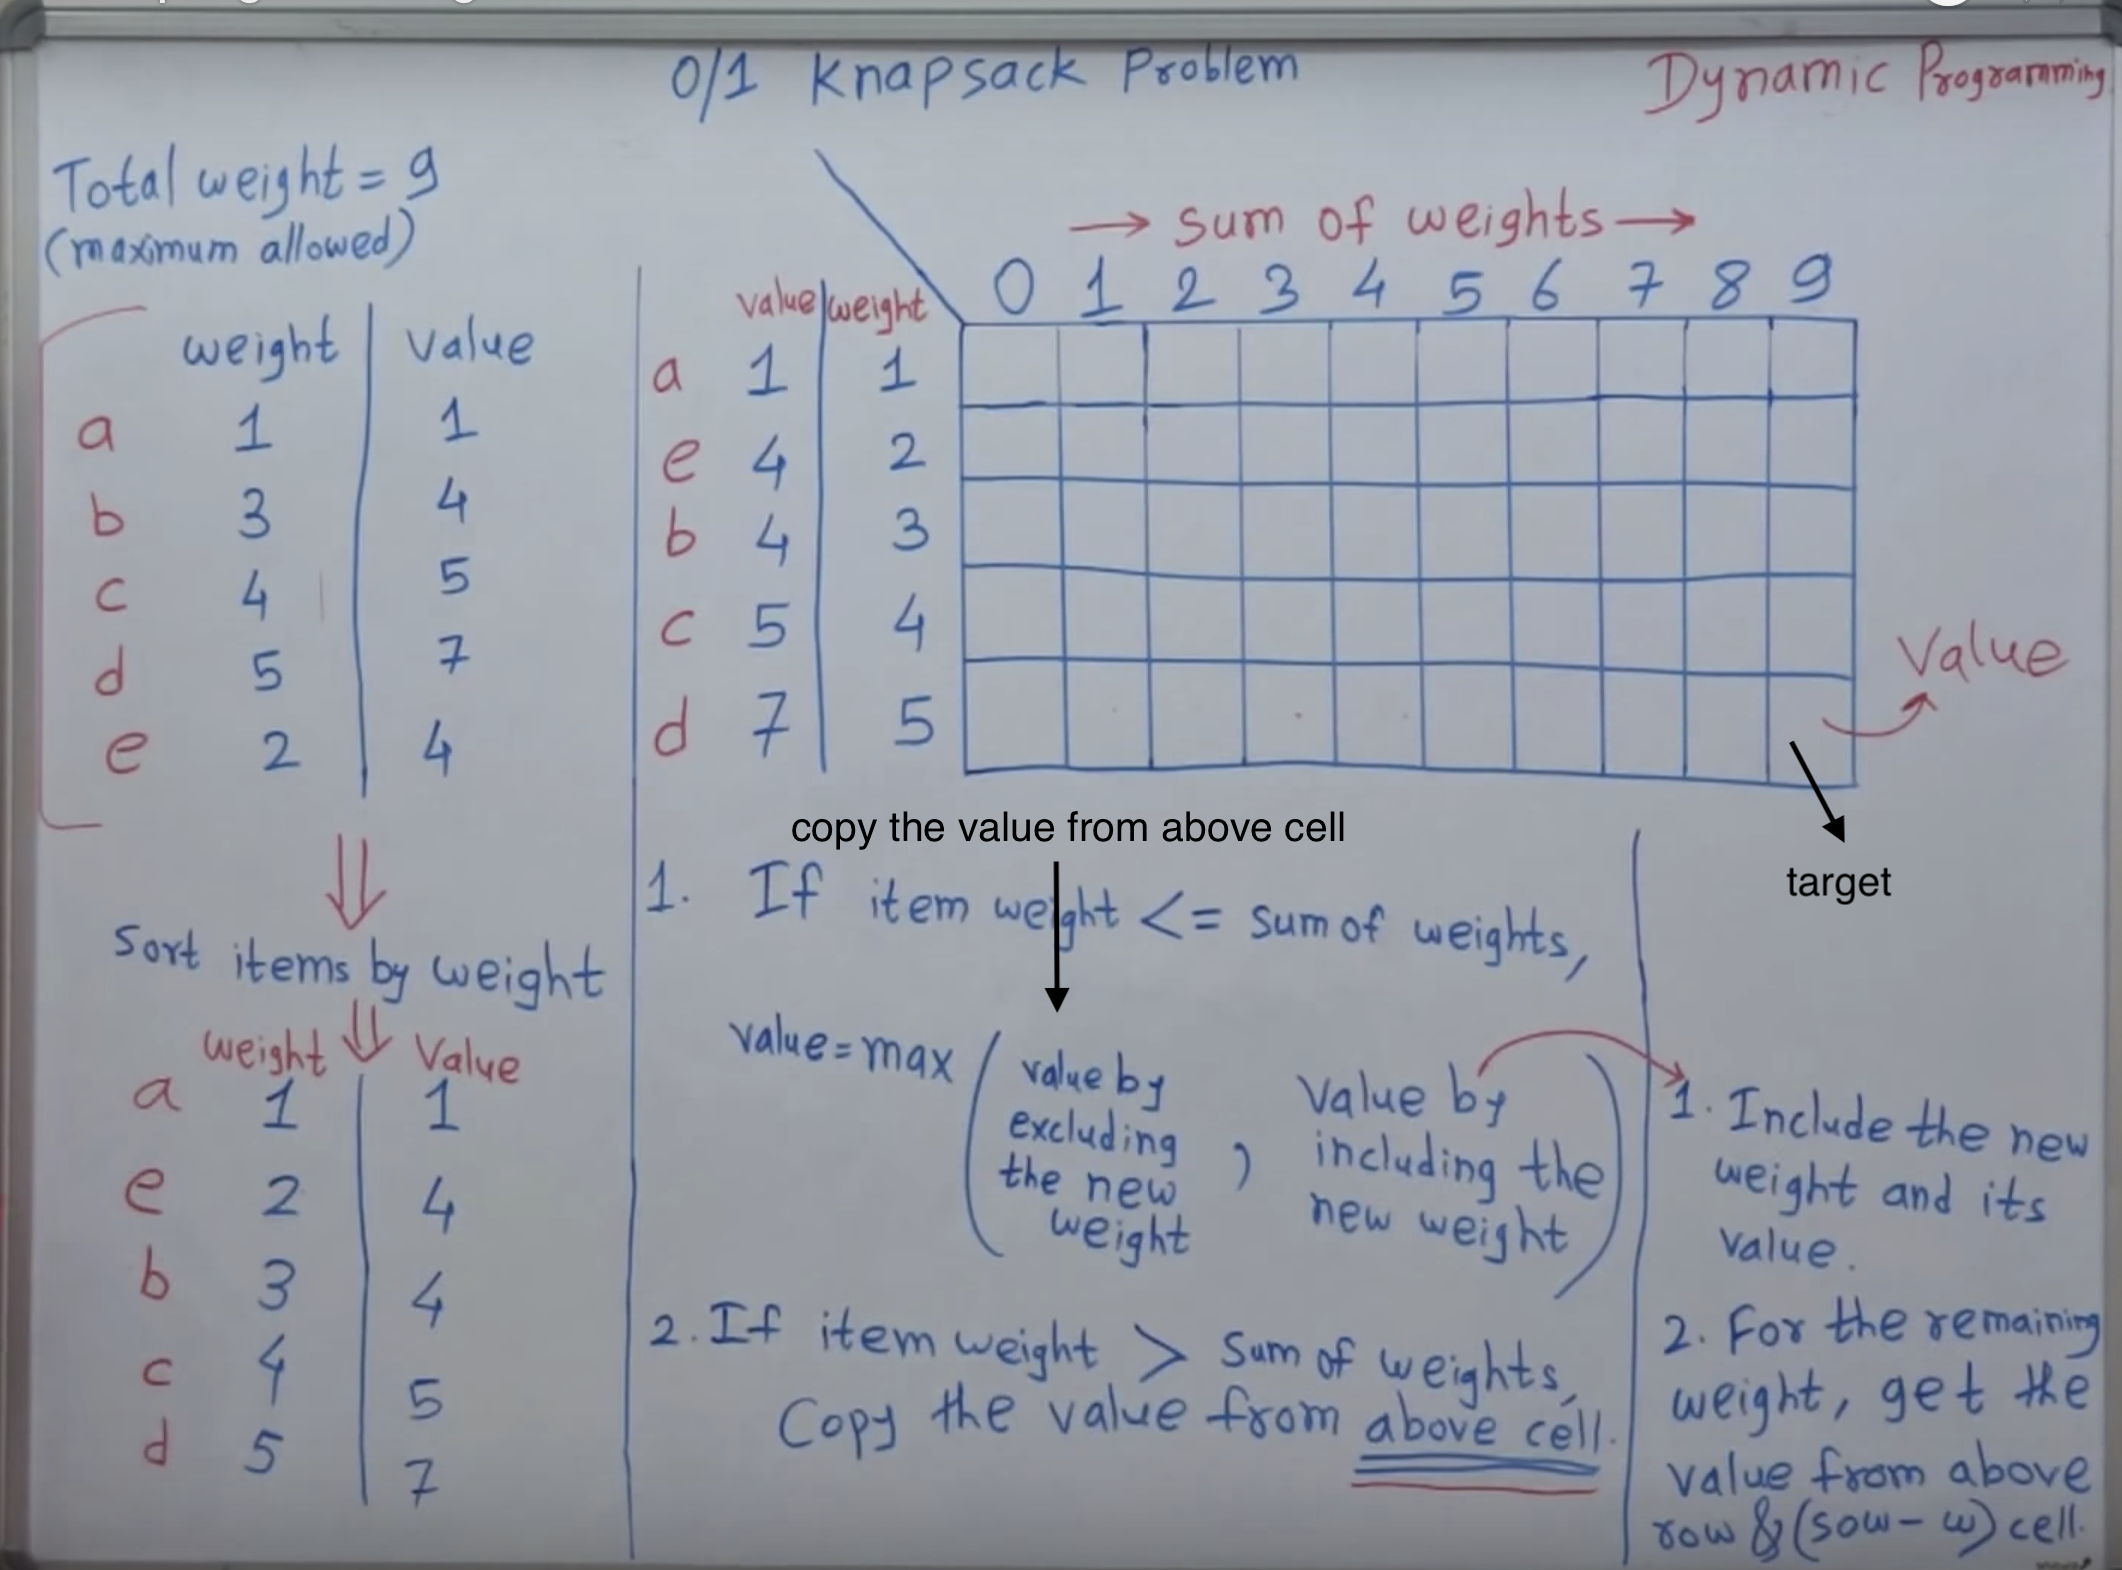 0/1 Knapsack Problem
Dynamic Programming
Total weight = 9
(maximum allowed)
weight | value
a 1 1
b 3 4
c 4 5
d 5 7
e 2 4
Sort items by weight
weight Value
a 1 1
e 2 4
b 3 4
c 4 5
d 5 7
→ sum of weights →
value | weight 0 1 2 3 4 5 6 7 8 9
a 1 1
e 4 2
b 4 3
c 5 4
d 7 5
Value
target
copy the value from above cell
1. If item weight <= sum of weights,
value = max ( value by
excluding
the new
weight
,
Value by
including the
new weight )
2. If item weight > sum of weights,
Copy the value from above cell.
1. Include the new
weight and its
value.
2. For the remaining
weight, get the
value from above
row & (sow - w) cell.